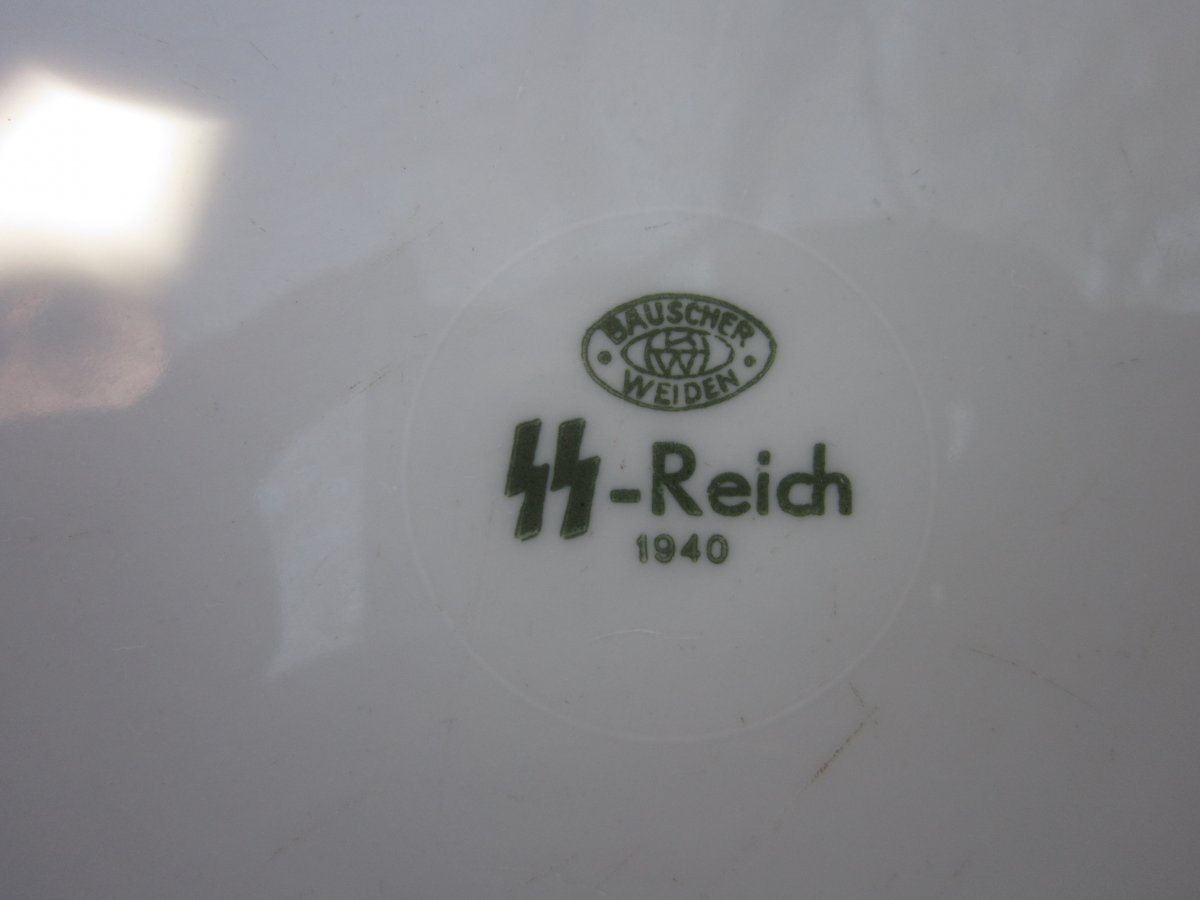 BAUSCHER
WEIDEN
SS-Reich
1940